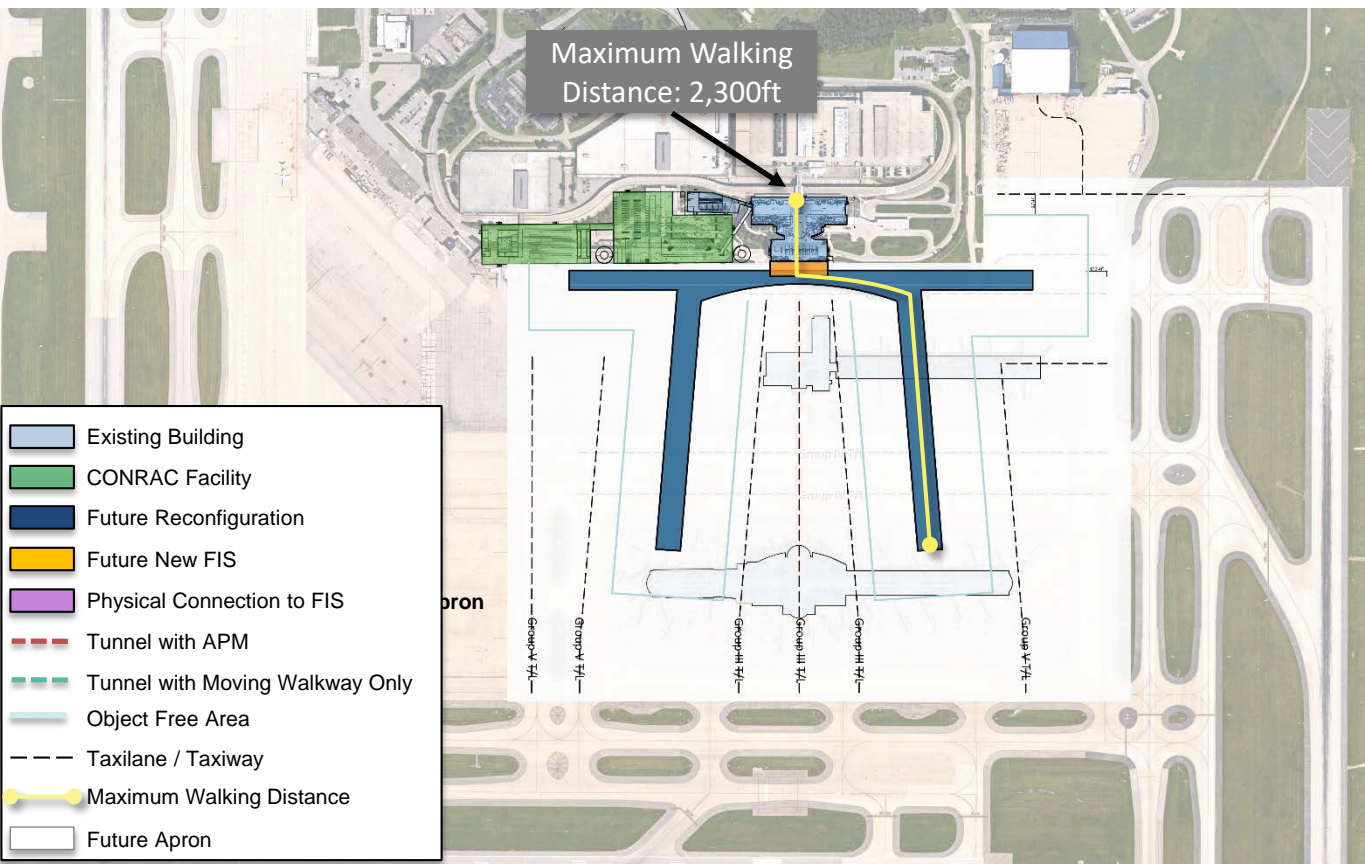 Maximum Walking
Distance: 2,300ft
Existing Building
CONRAC Facility
Future Reconfiguration
Future New FIS
Physical Connection to FIS
Tunnel with APM
Tunnel with Moving Walkway Only
Object Free Area
Taxilane / Taxiway
Maximum Walking Distance
Future Apron
pron
Group V T/L
Group V T/L
Group III T/L
Group III T/L
Group III T/L
Group V T/L